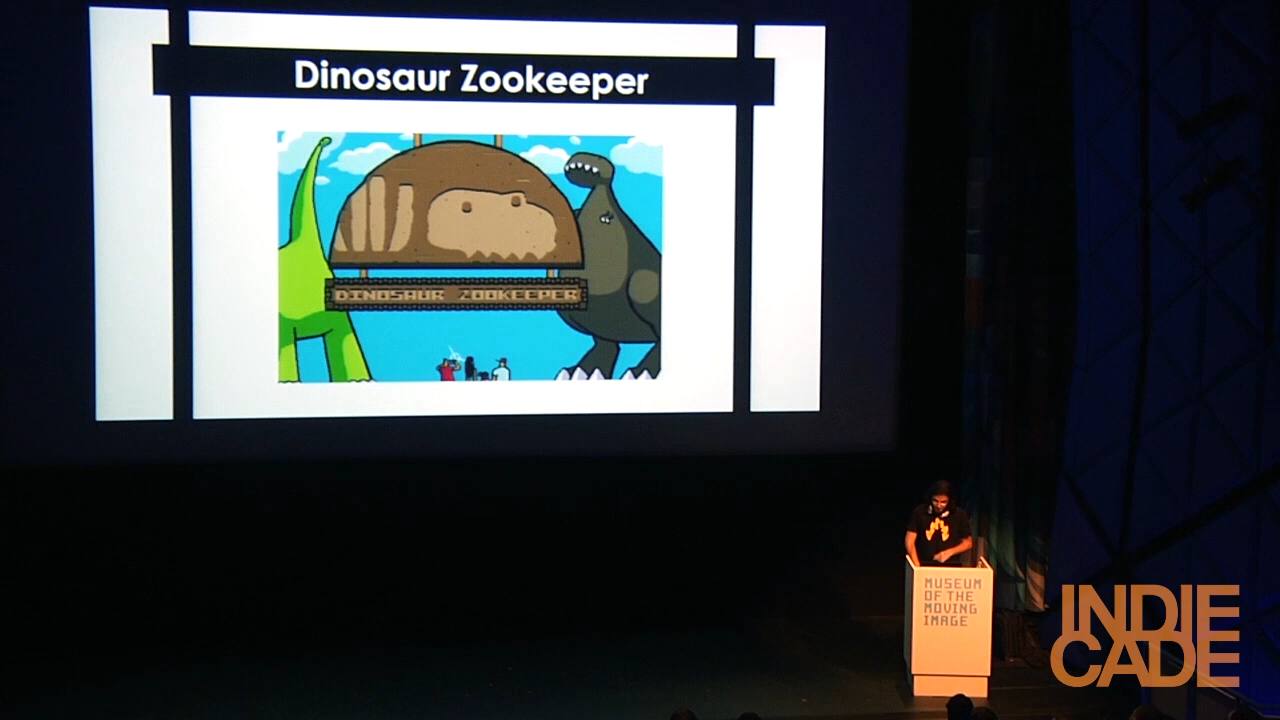 Dinosaur Zookeeper
DINOSAUR ZOOKEEPER
MUSEUM
OF THE
MOVING
IMAGE
INDIE
CADE